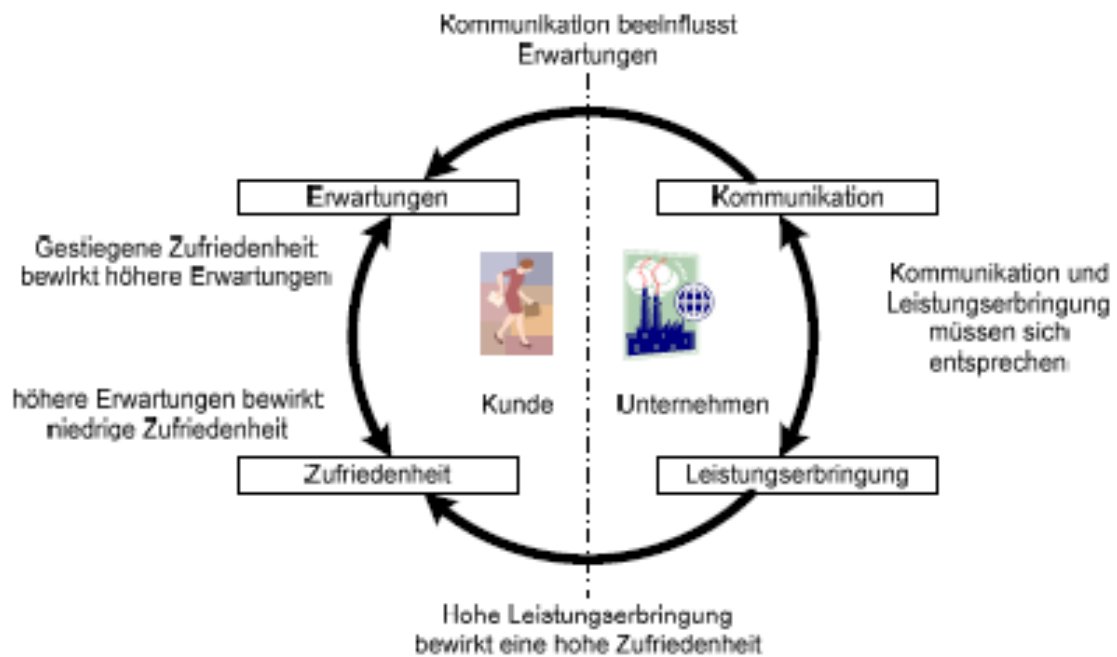 Kommunikation beeinflusst
Erwartungen
Erwartungen
Kommunikation
Gestiegene Zufriedenheit
bewirkt höhere Erwartungen
Kommunikation und
Leistungserbringung
müssen sich
entsprechen
höhere Erwartungen bewirkt
niedrige Zufriedenheit
Kunde
Unternehmen
Zufriedenheit
Leistungserbringung
Hohe Leistungserbringung
bewirkt eine hohe Zufriedenheit